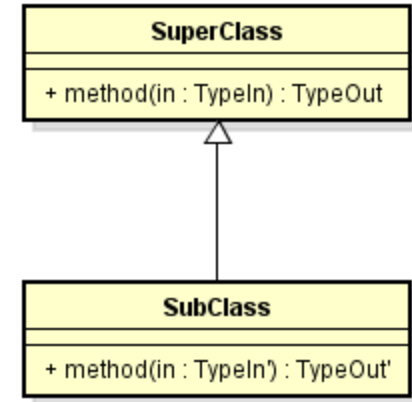 SuperClass
+ method(in : TypeIn) : TypeOut
SubClass
+ method(in : TypeIn') : TypeOut'